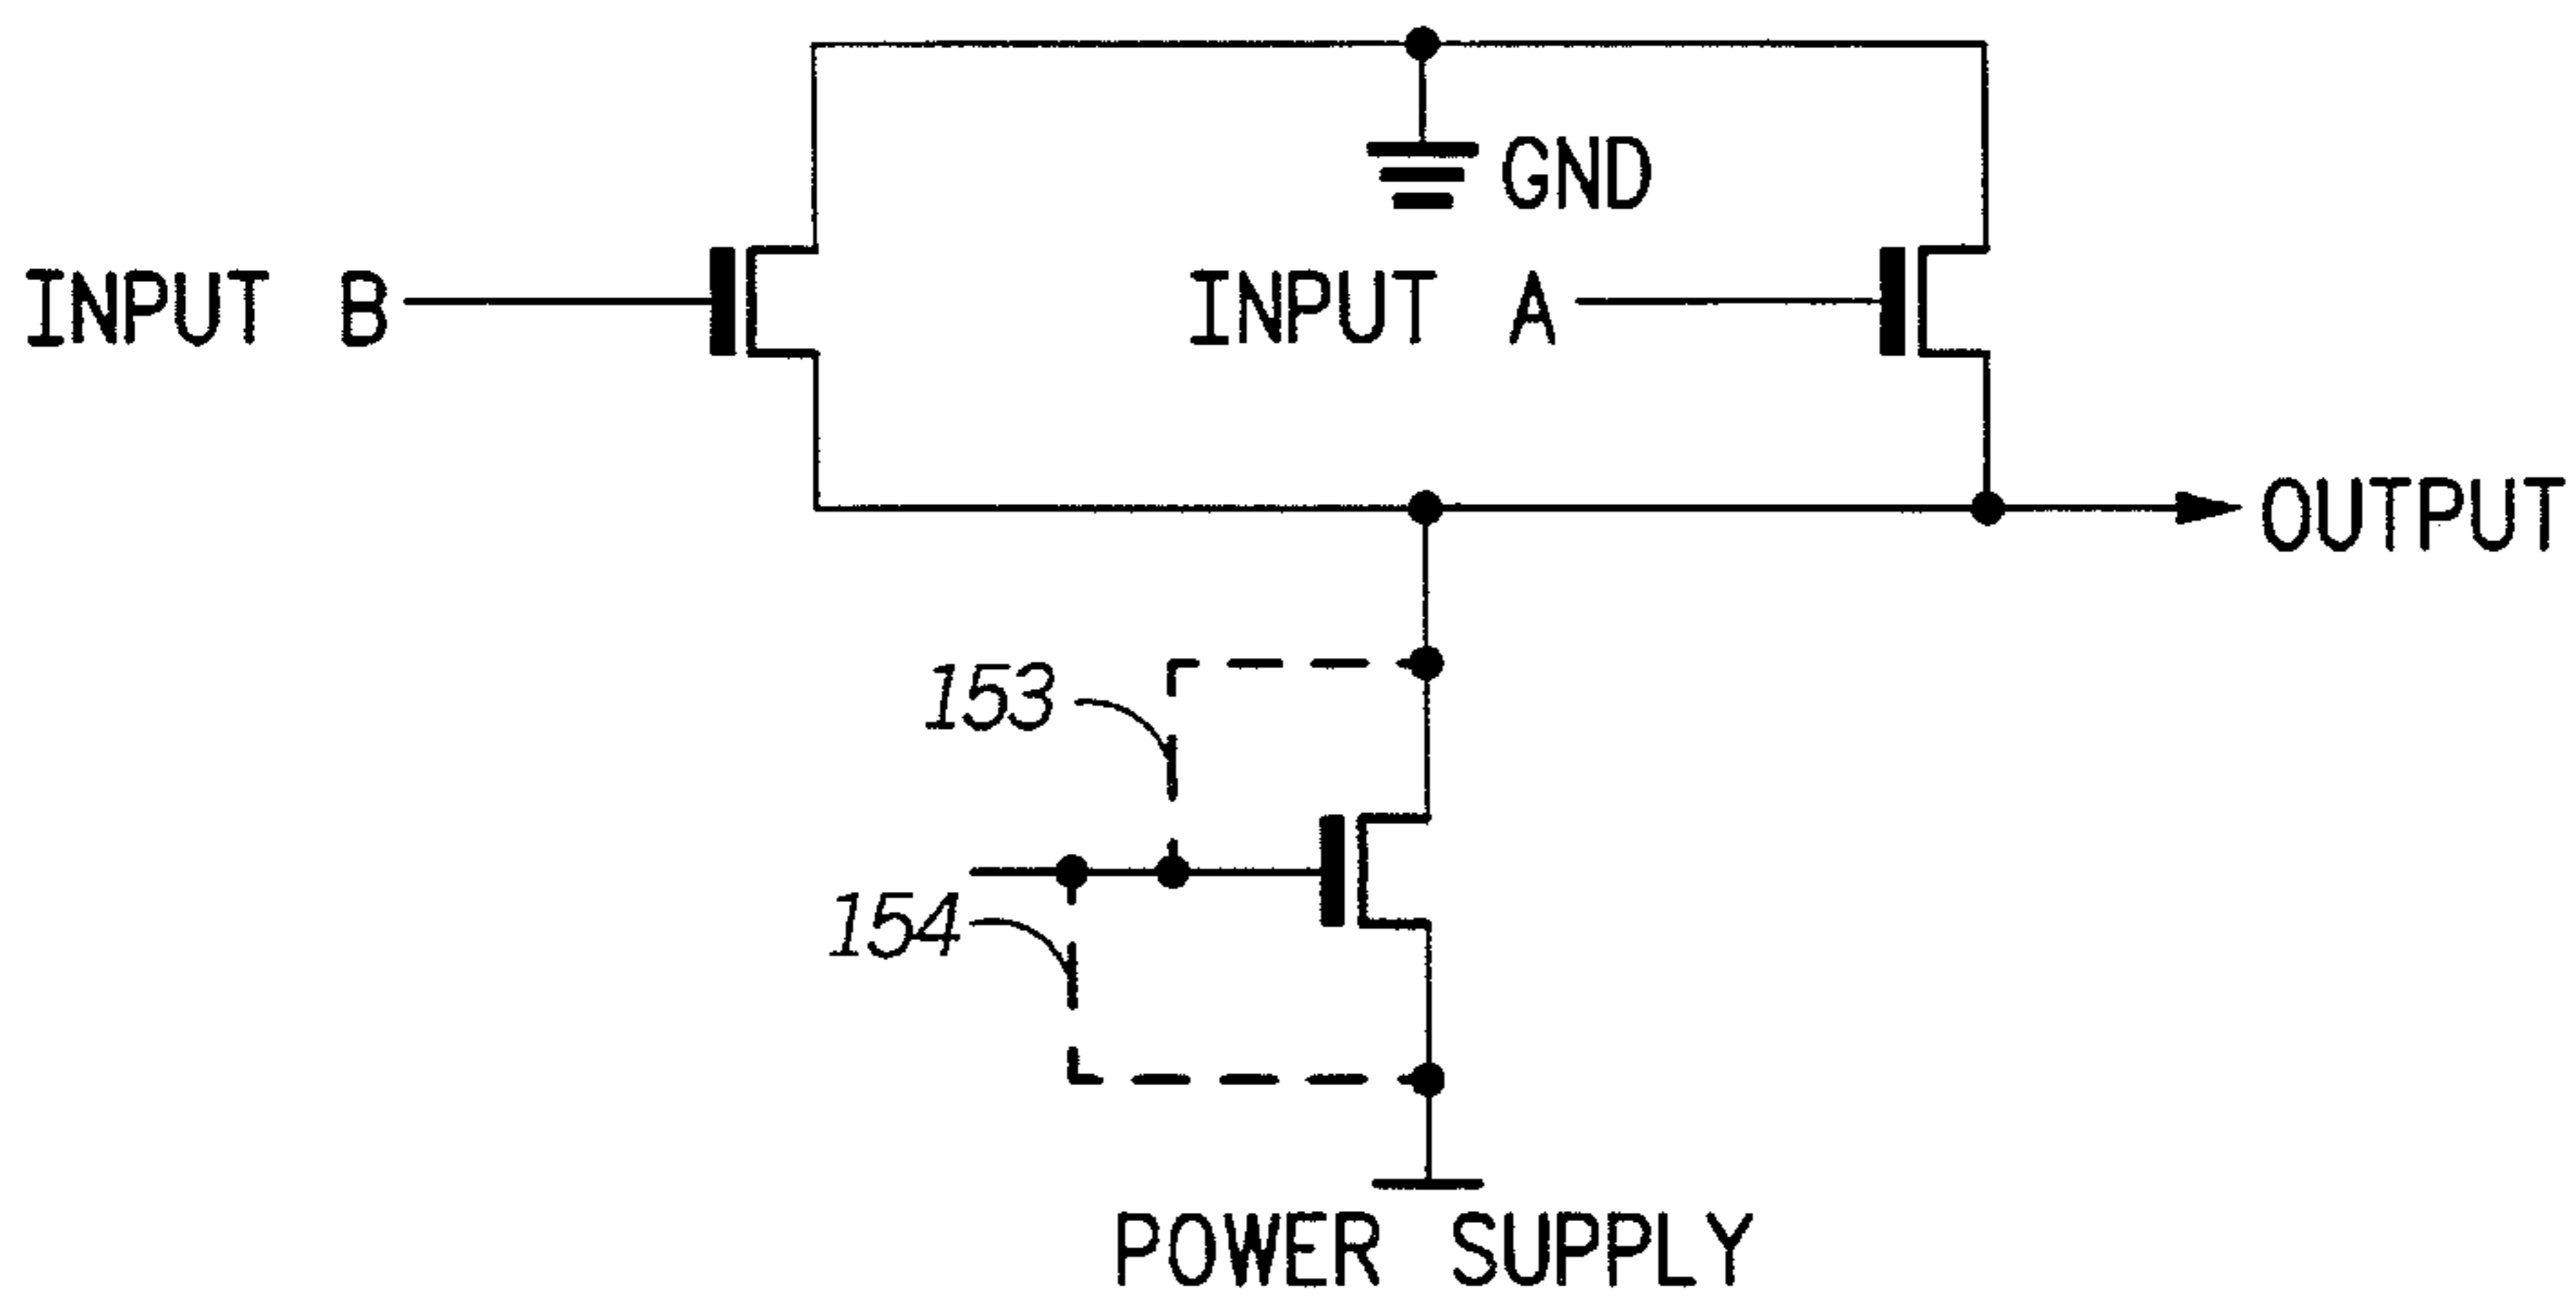 GND
INPUT B
INPUT A
OUTPUT
153
154
POWER SUPPLY